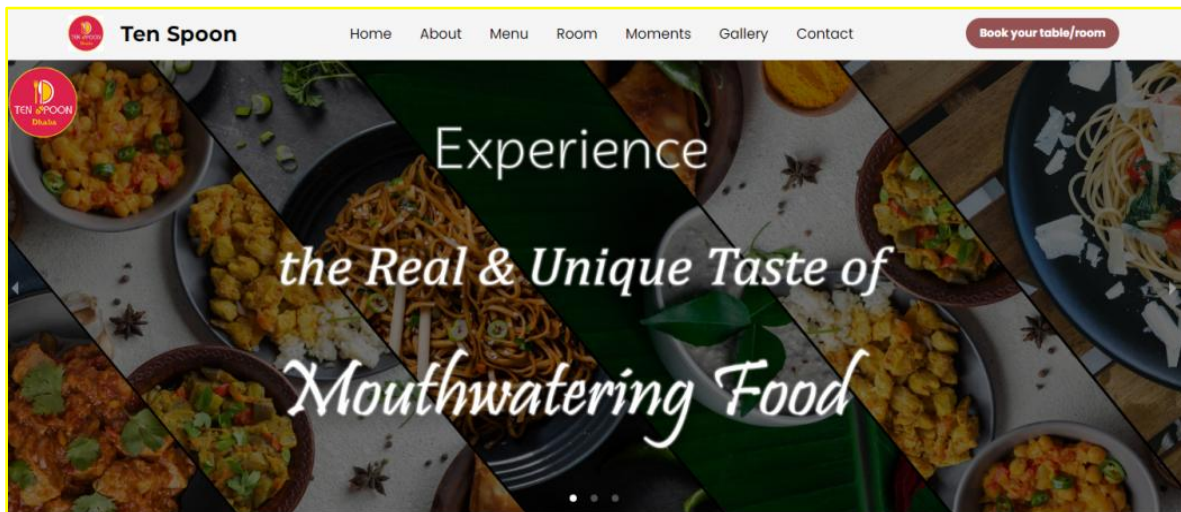 Ten Spoon
Home About Menu Room Moments Gallery Contact
Book your table/room
TEN SPOON
Dhaba
Experience
the Real & Unique Taste of
Mouthwatering Food